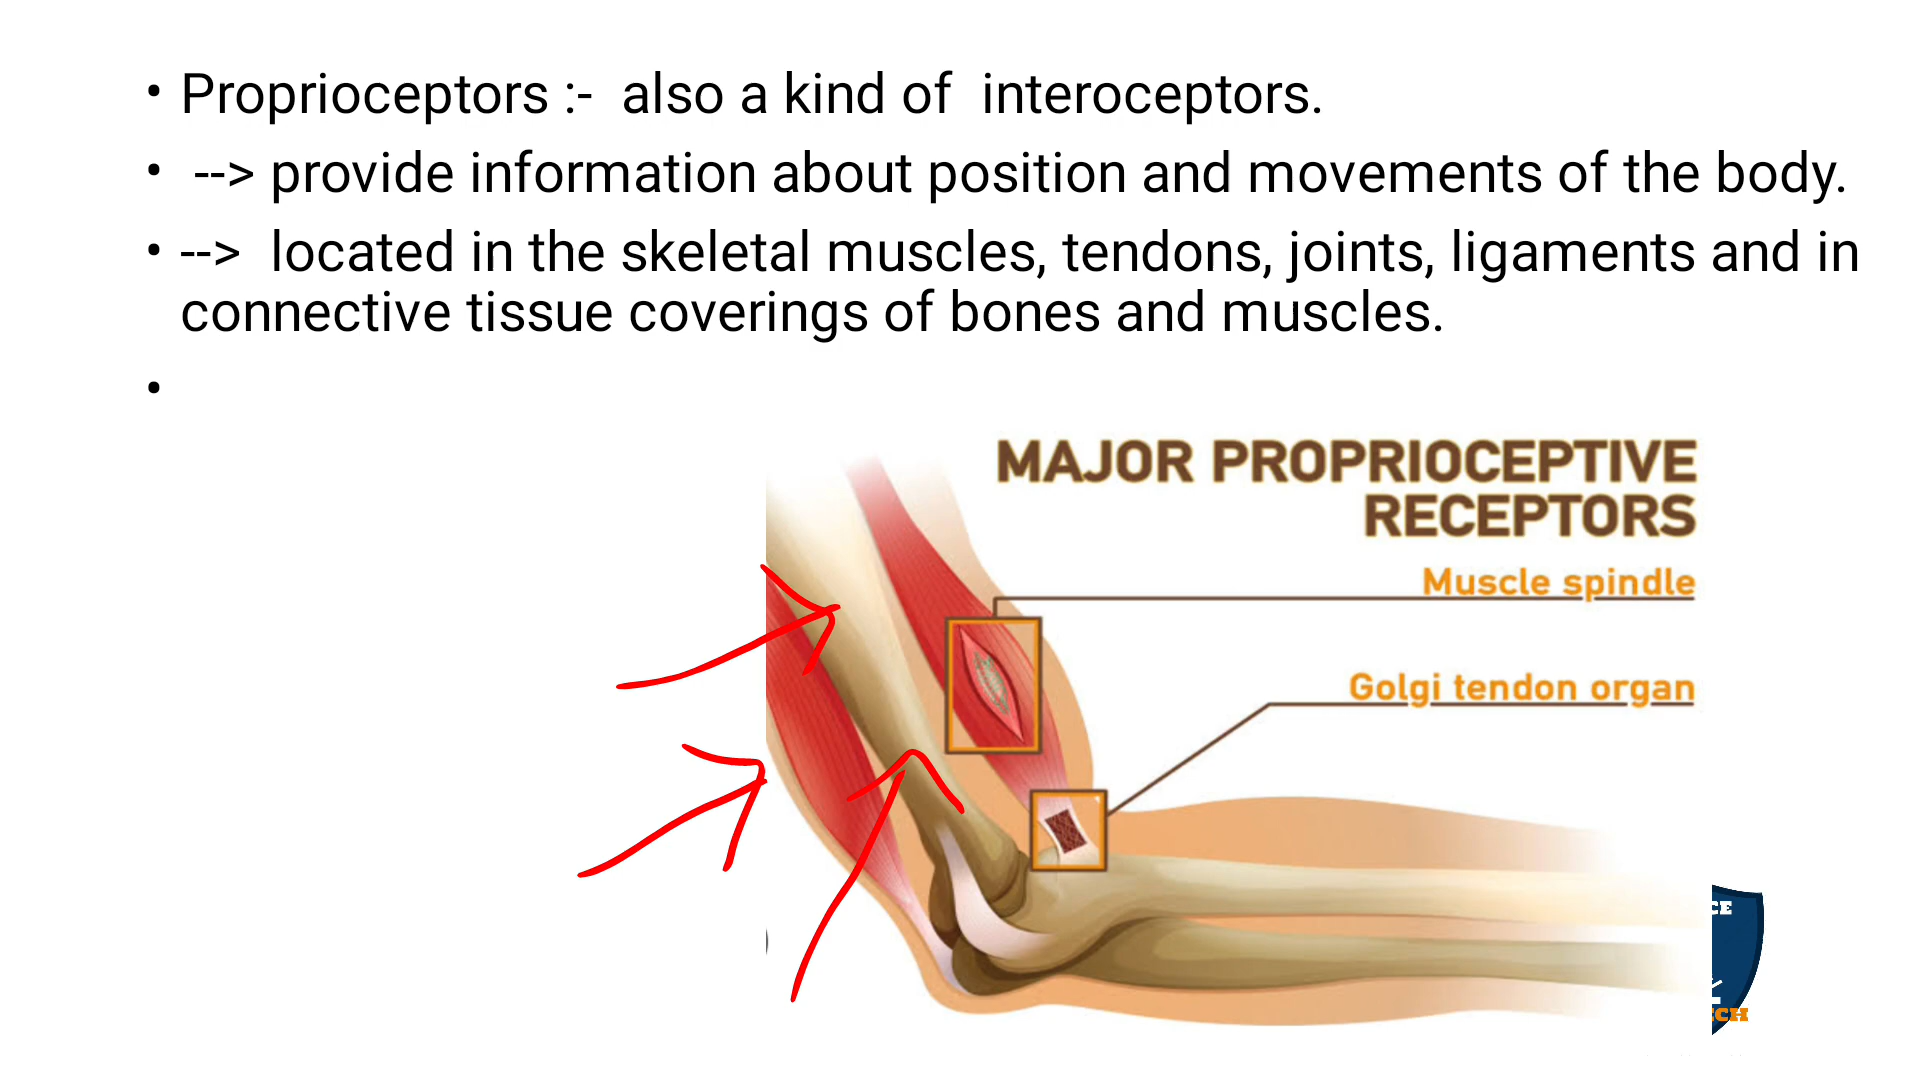 • Proprioceptors :-  also a kind of  interoceptors.
•  --> provide information about position and movements of the body.
• -->  located in the skeletal muscles, tendons, joints, ligaments and in
connective tissue coverings of bones and muscles.
•
MAJOR PROPRIOCEPTIVE
RECEPTORS
Muscle spindle
Golgi tendon organ